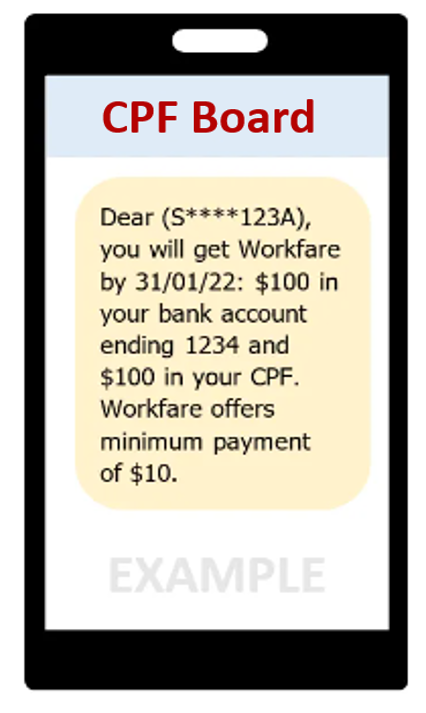 CPF Board
Dear (S****123A),
you will get Workfare
by 31/01/22: $100 in
your bank account
ending 1234 and
$100 in your CPF.
Workfare offers
minimum payment
of $10.
EXAMPLE